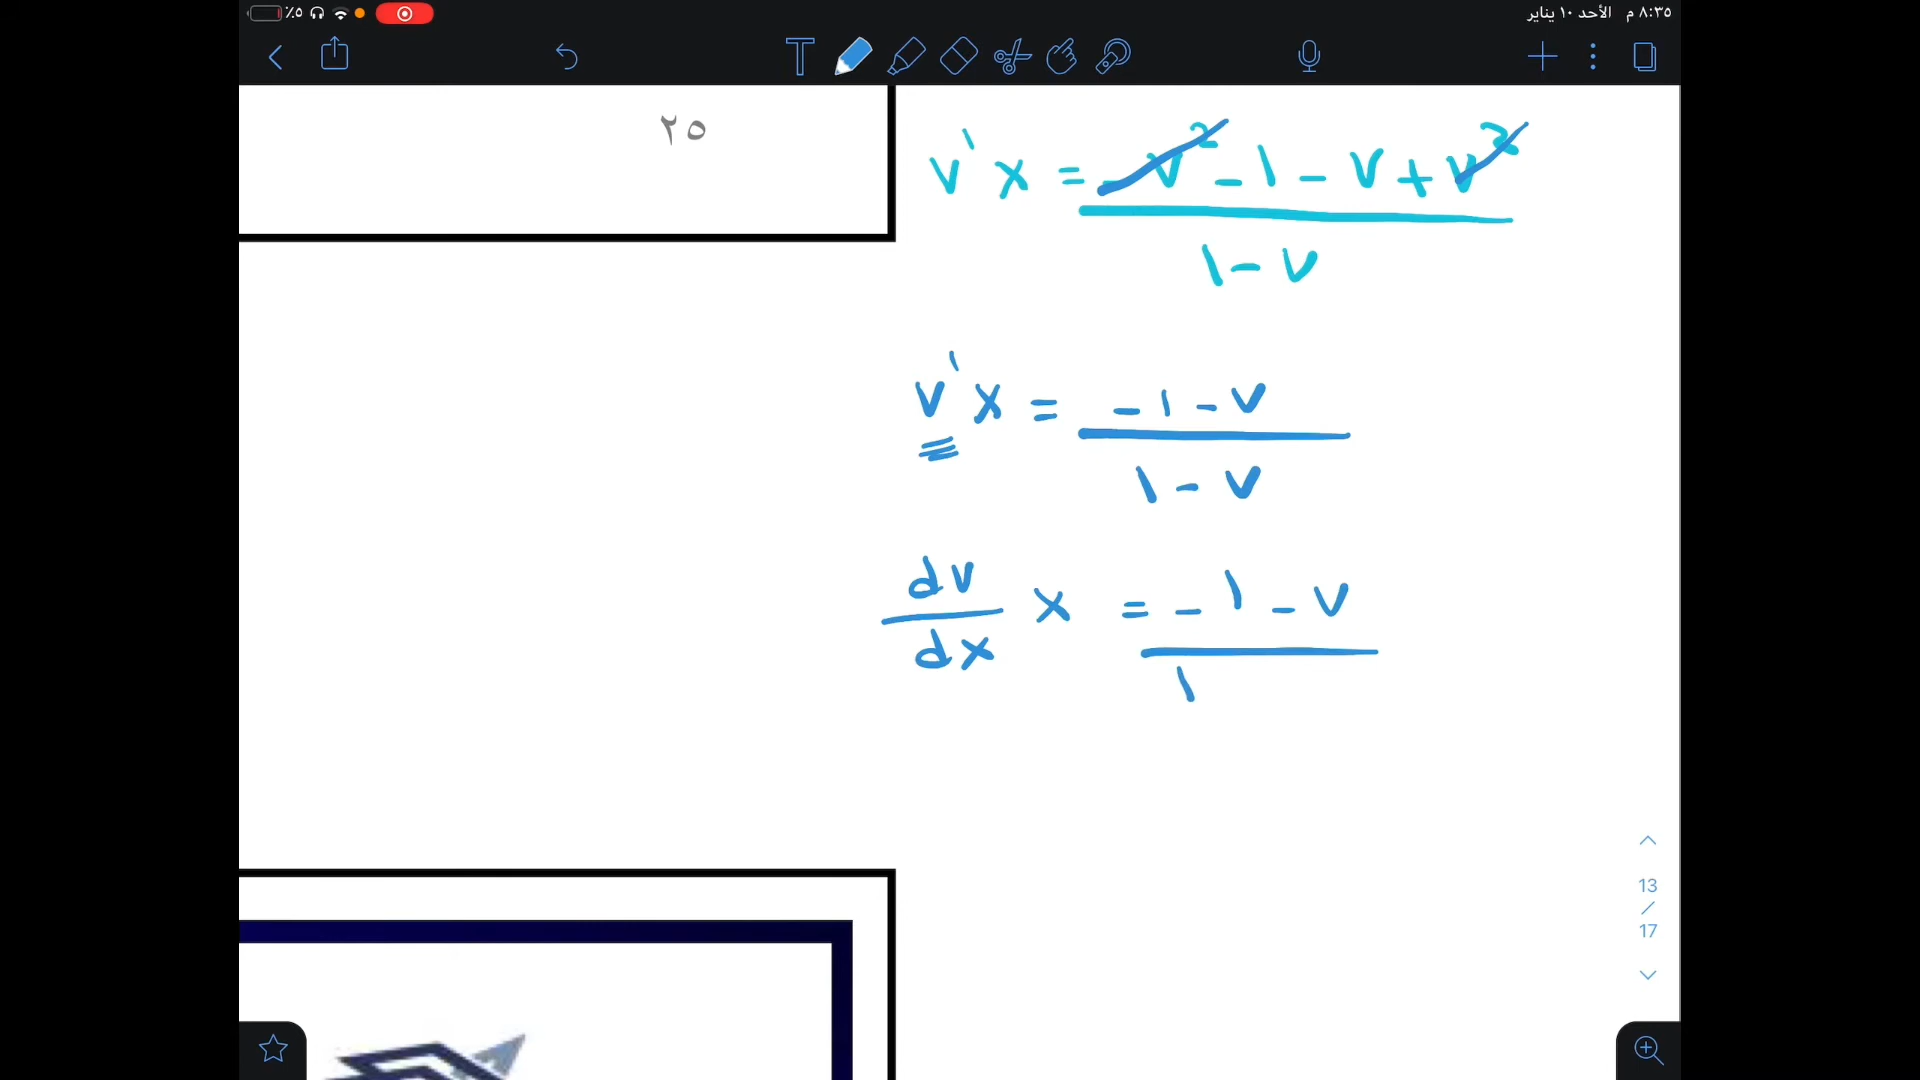 ٪٥ ٨:٣٥ م الأحد ١٠ يناير
T
٢٥
v' x = -v² - 1 - v + v²
1 - v
v' x = -1 - v
1 - v
dv
dx
x = -1 - v
1
13
/
17